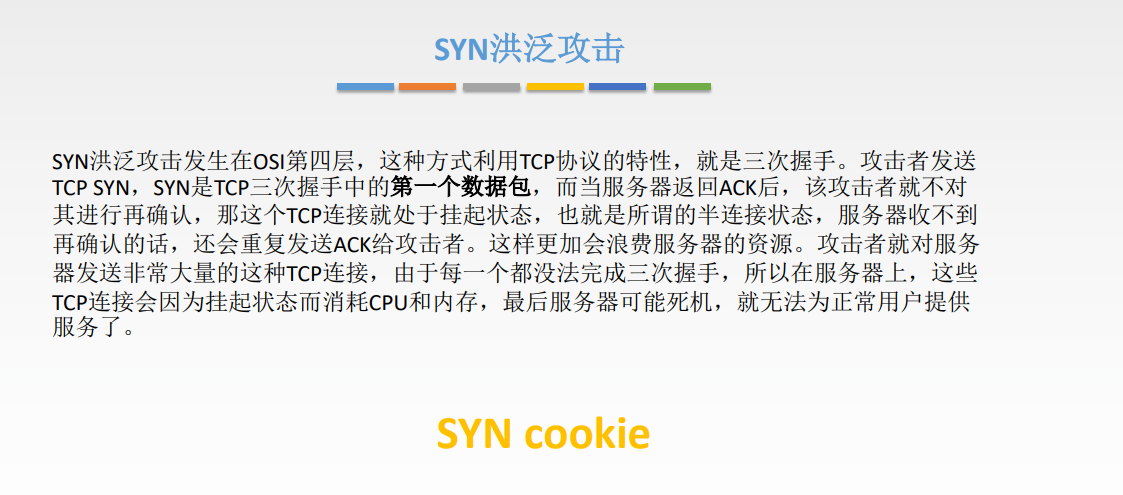 SYN洪泛攻击
SYN洪泛攻击发生在OSI第四层，这种方式利用TCP协议的特性，就是三次握手。攻击者发送
TCP SYN，SYN是TCP三次握手中的第一个数据包，而当服务器返回ACK后，该攻击者就不对
其进行再确认，那这个TCP连接就处于挂起状态，也就是所谓的半连接状态，服务器收不到
再确认的话，还会重复发送ACK给攻击者。这样更加会浪费服务器的资源。攻击者就对服务
器发送非常大量的这种TCP连接，由于每一个都没法完成三次握手，所以在服务器上，这些
TCP连接会因为挂起状态而消耗CPU和内存，最后服务器可能死机，就无法为正常用户提供
服务了。
SYN cookie